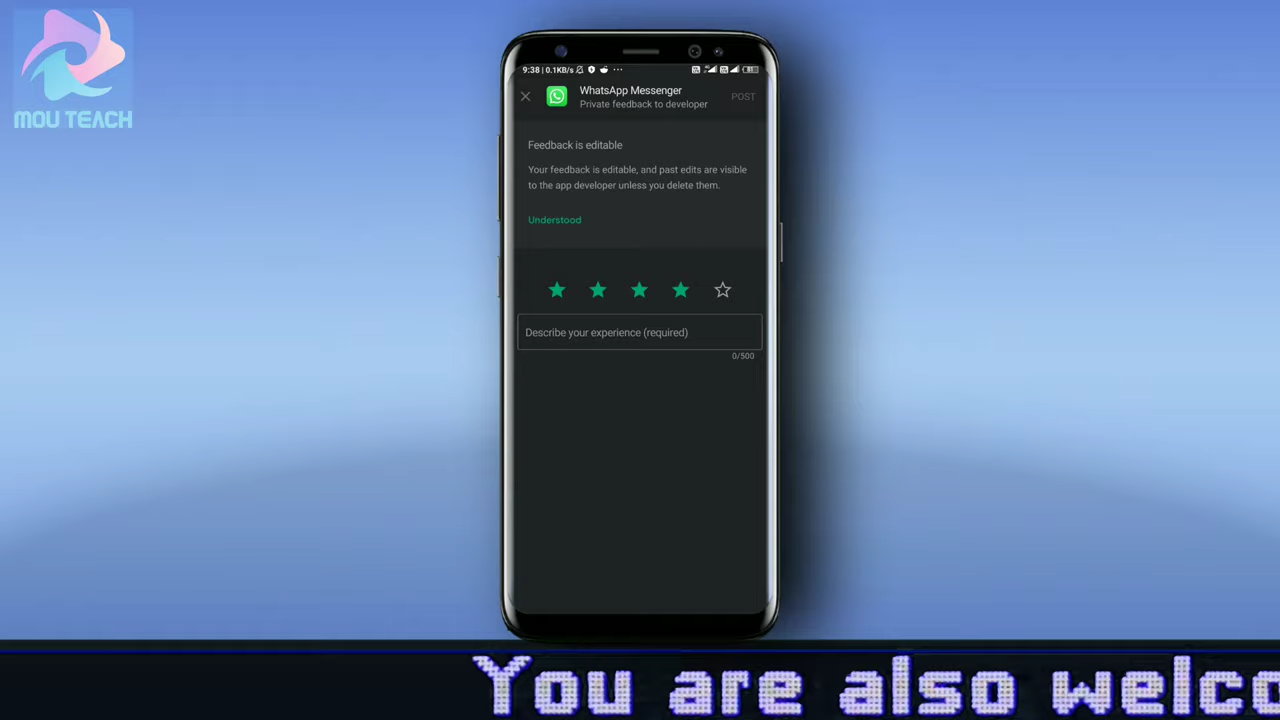 MOU TEACH
9:38 | 0.1KB/s
WhatsApp Messenger
Private feedback to developer
POST
Feedback is editable
Your feedback is editable, and past edits are visible
to the app developer unless you delete them.
Understood
Describe your experience (required)
0/500
You are also welco